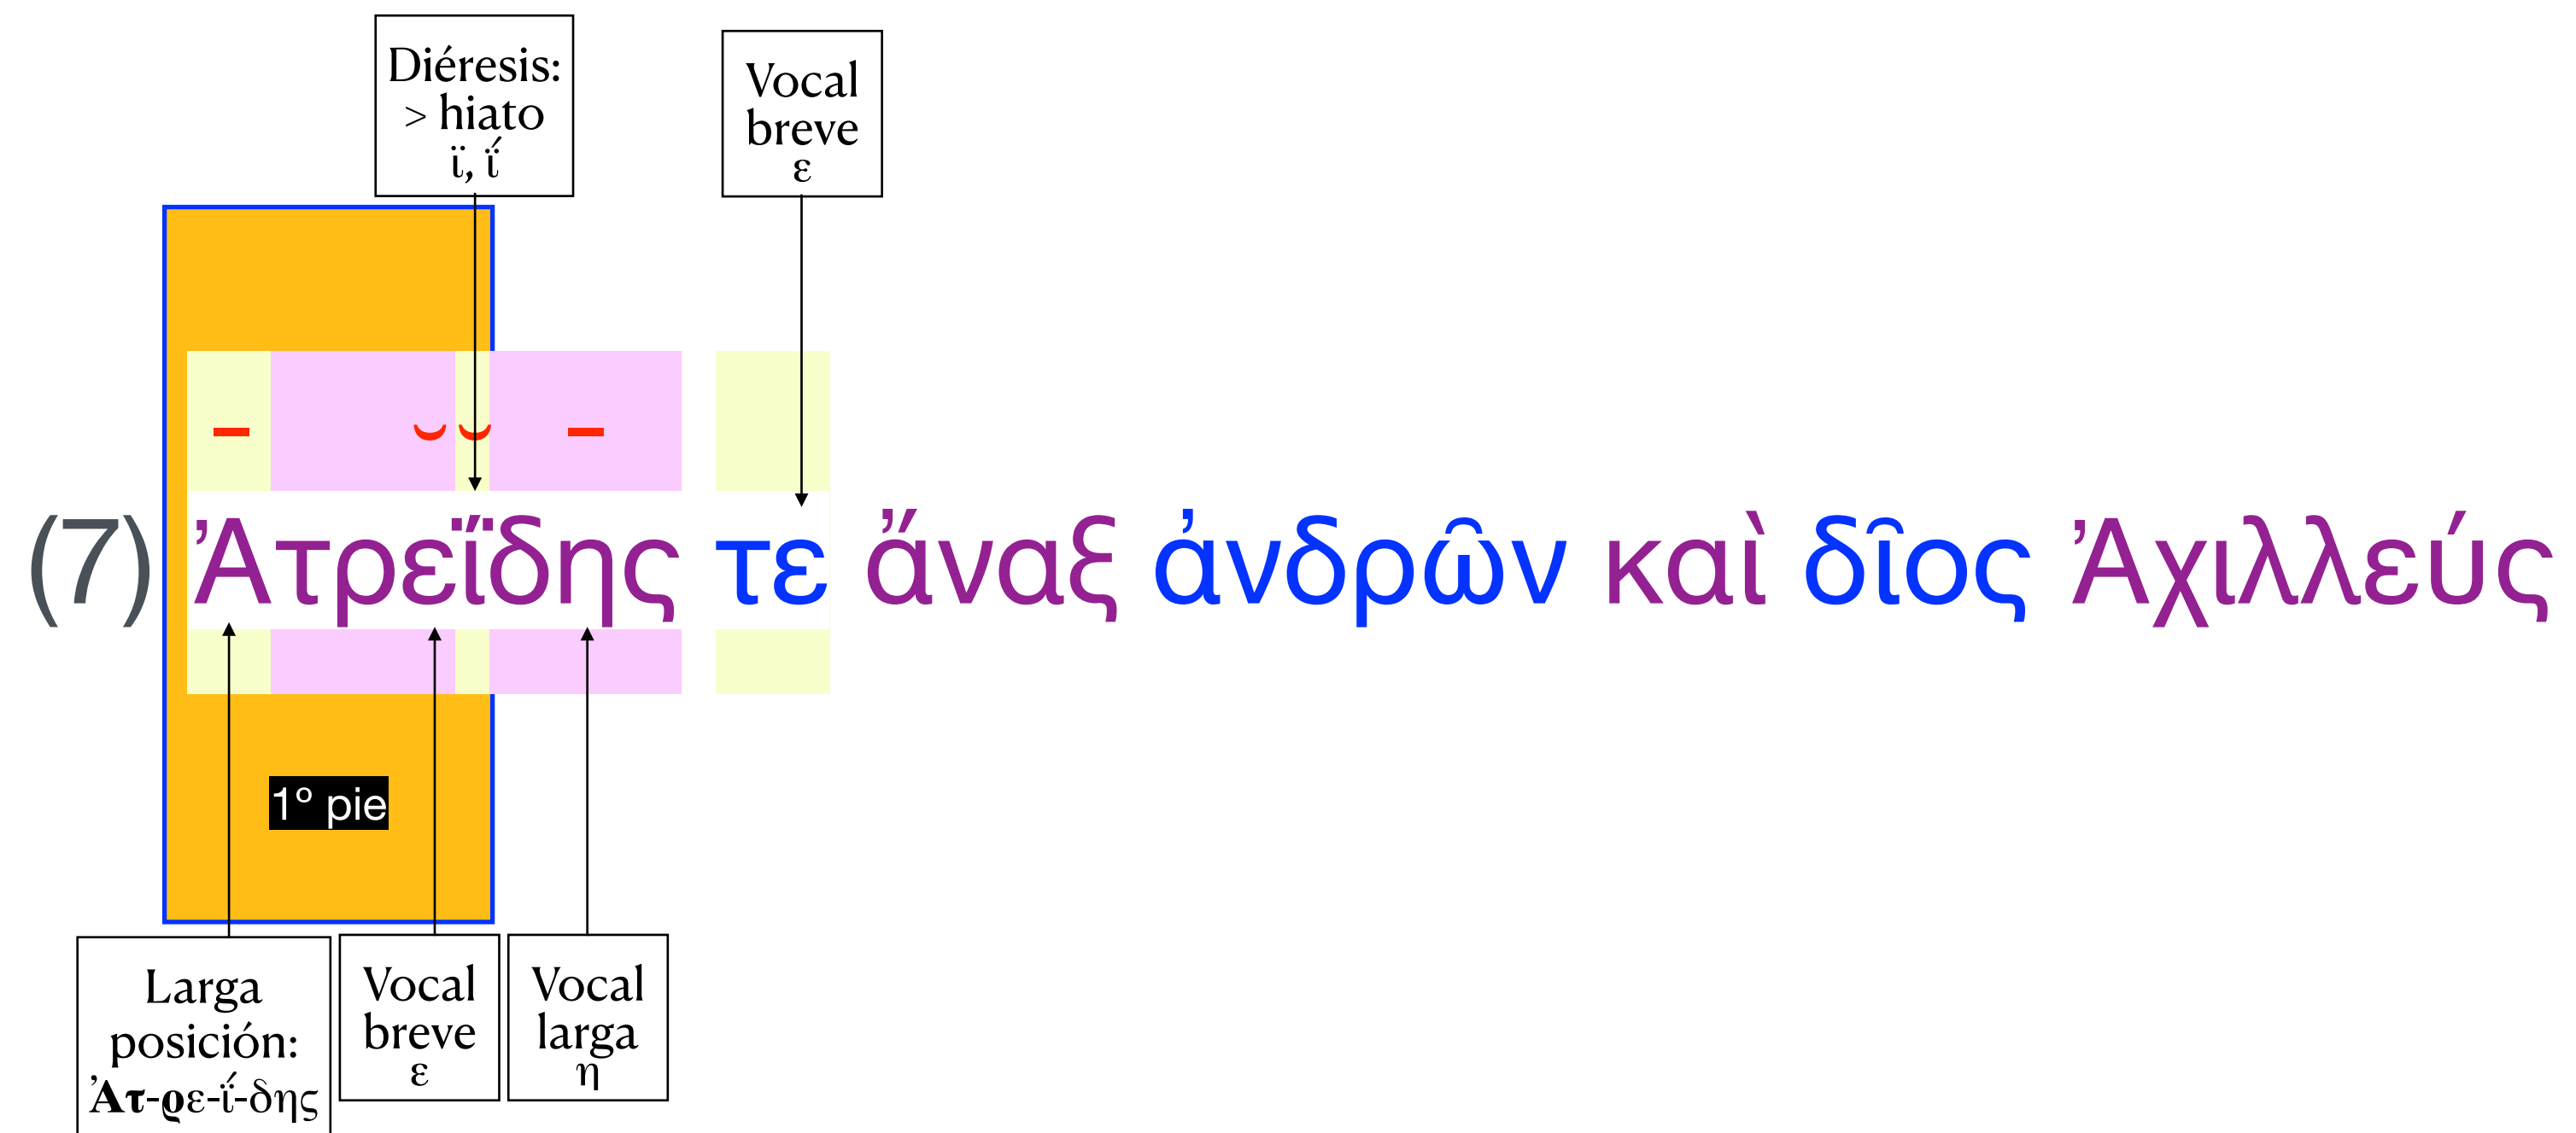 Diéresis:
> hiato
ϊ, ΐ
Vocal
breve
ε
– ⏑ ⏑ –
(7) Ἀτρεΐδης τε ἄναξ ἀνδρῶν καὶ δῖος Ἀχιλλεύς
1º pie
Larga
posición:
Ἀτ-ρε-ΐ-δης
Vocal
breve
ε
Vocal
larga
η